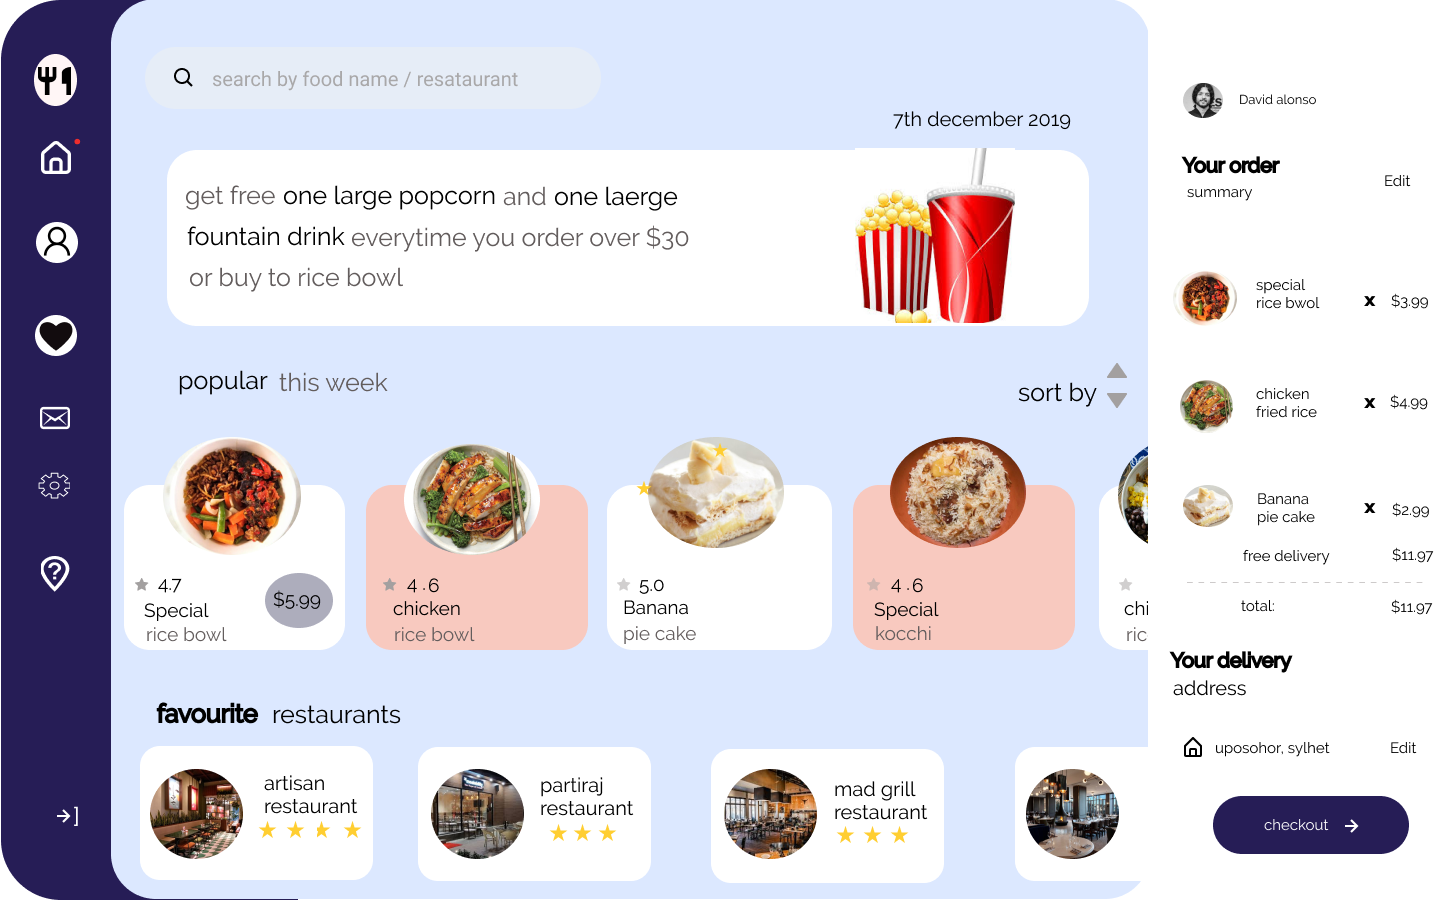 search by food name / resataurant
7th december 2019
get free one large popcorn and one laerge
fountain drink everytime you order over $30
or buy to rice bowl
popular this week
sort by
4.7
Special
rice bowl
$5.99
4 . 6
chicken
rice bowl
5.0
Banana
pie cake
4 . 6
Special
kocchi
chi
ric
favourite restaurants
artisan
restaurant
partiraj
restaurant
mad grill
restaurant
David alonso
Your order
summary
Edit
special
rice bwol
x $3.99
chicken
fried rice
x $4.99
Banana
pie cake
x $2.99
free delivery $11.97
total: $11.97
Your delivery
address
uposohor, sylhet Edit
checkout